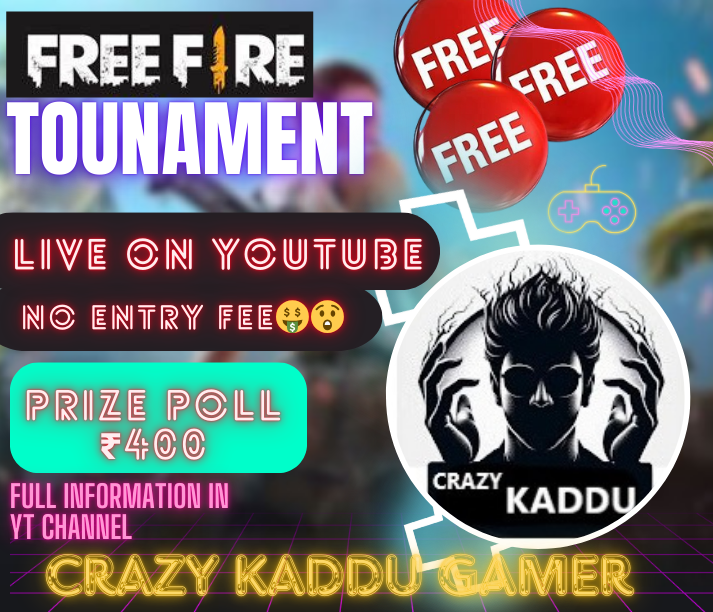 FREE FIRE
TOUNAMENT
FREE
FREE
FREE
LIVE ON YOUTUBE
NO ENTRY FEE🤑😲
PRIZE POLL
₹400
FULL INFORMATION IN
YT CHANNEL
CRAZY
KADDU
CRAZY KADDU GAMER